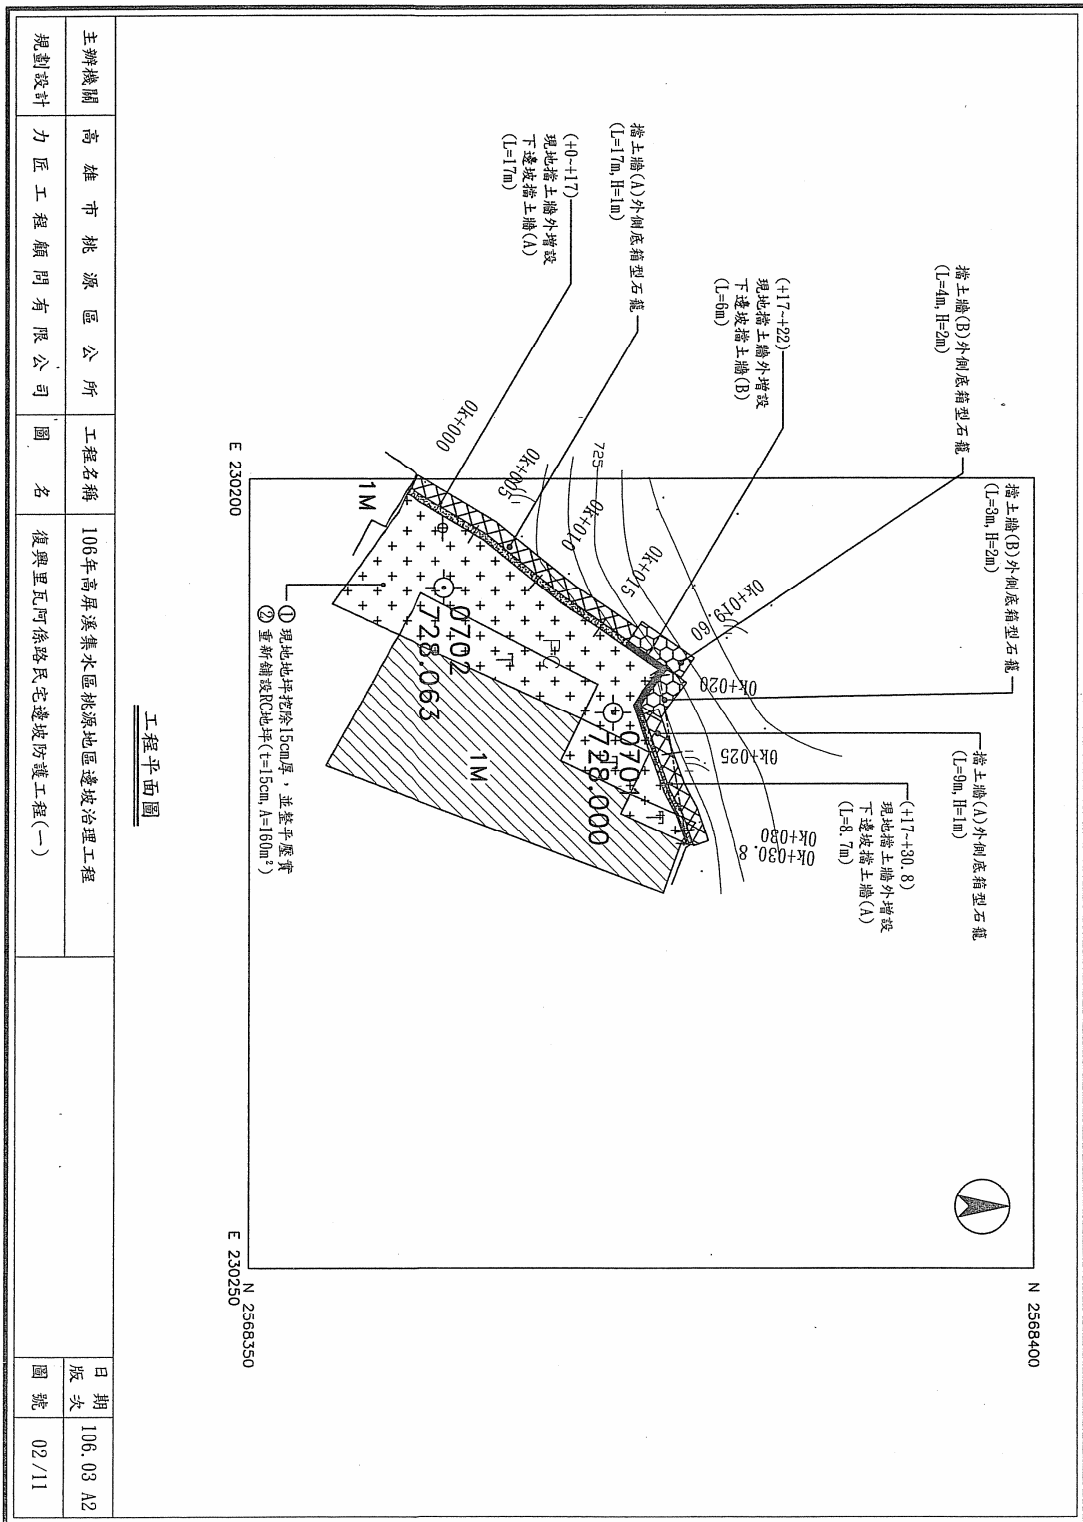 擋土牆(B)外側底箱型石籠
(L=3m, H=2m)
擋土牆(B)外側底箱型石籠
(L=4m, H=2m)
(+17~+22)
現地擋土牆外增設
下邊坡擋土牆(B)
(L=6m)
擋土牆(A)外側底箱型石籠
(L=17m, H=1m)
(+0~+17)
現地擋土牆外增設
下邊坡擋土牆(A)
(L=17m)
擋土牆(A)外側底箱型石籠
(L=9m, H=1m)
(+17~+30.8)
現地擋土牆外增設
下邊坡擋土牆(A)
(L=8.7m)
N 2568400
N 2568350
E 230200
E 230250
0k+000
0k+005
0k+010
0k+015
0k+019.60
0k+020
0k+025
0k+030
0k+030.8
725
1M
0702
728.063
0701
728.000
1M
① 現地地坪挖除15cm厚，並整平壓實
② 重新舖設RC地坪(t=15cm, A=160m²)
工程平面圖
主辦機關 高雄市桃源區公所
工程名稱 106年高屏溪集水區桃源地區邊坡治理工程
日期
版次 106.03 A2
規劃設計 力匠工程顧問有限公司
圖名 復興里瓦阿係路民宅邊坡防護工程(一)
圖號 02/11